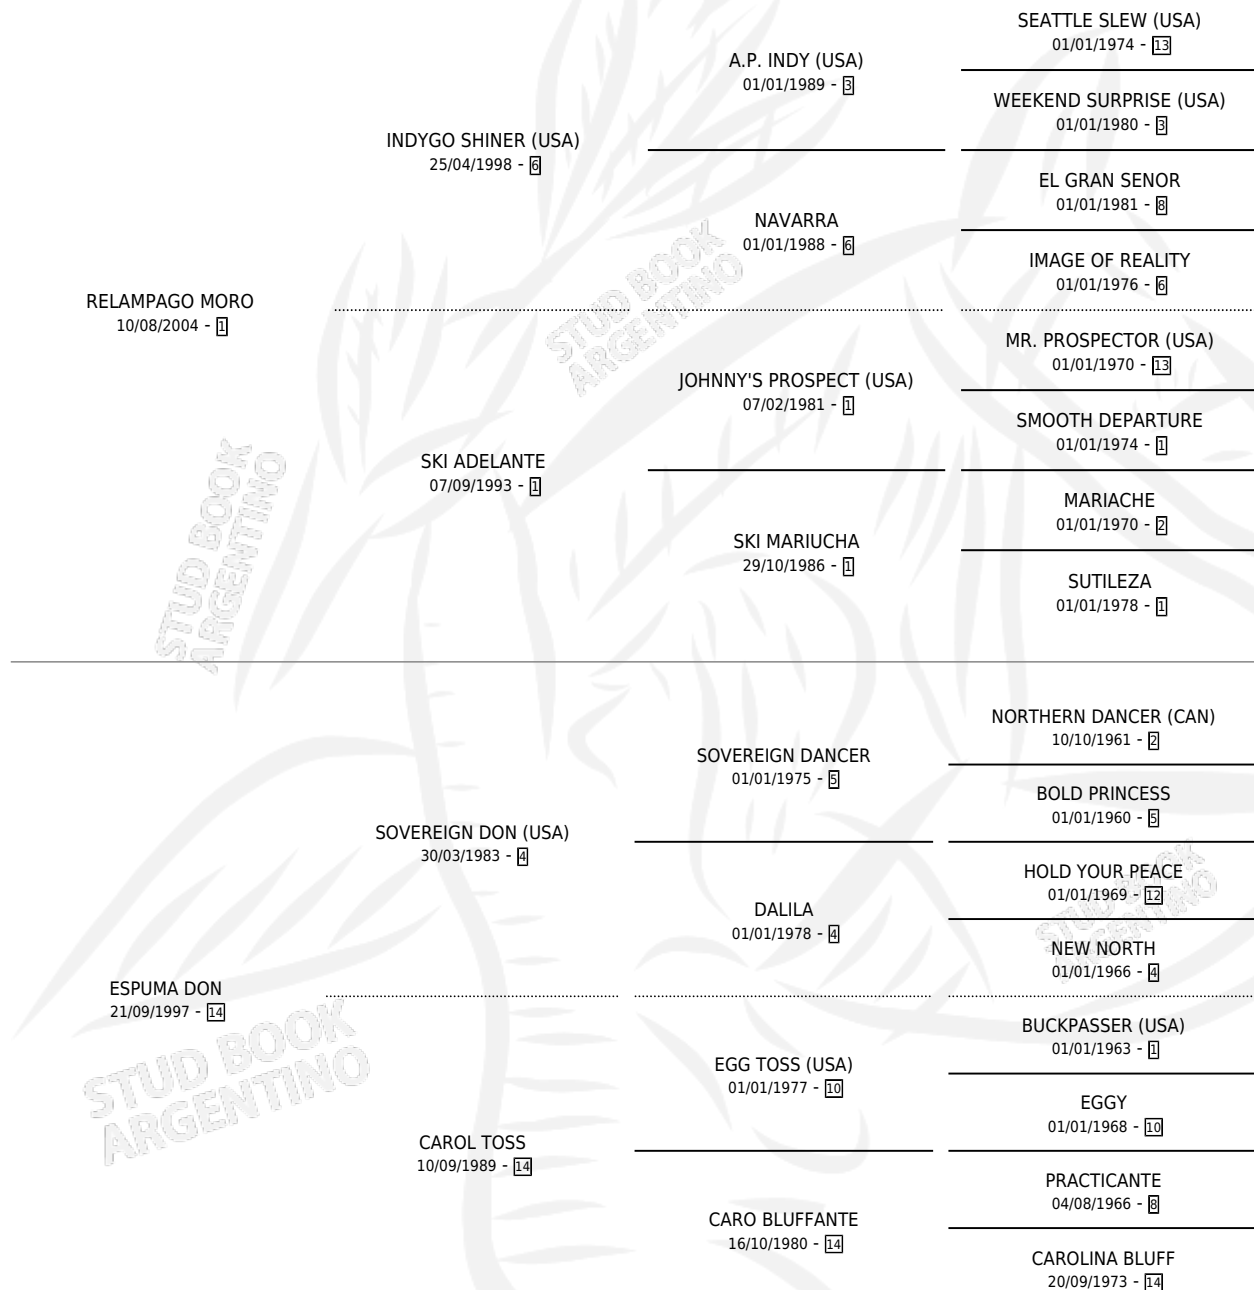 SEATTLE SLEW (USA)
01/01/1974 - 13
A.P. INDY (USA)
01/01/1989 - 3
WEEKEND SURPRISE (USA)
01/01/1980 - 3
INDYGO SHINER (USA)
25/04/1998 - 6
EL GRAN SENOR
01/01/1981 - 8
NAVARRA
01/01/1988 - 6
IMAGE OF REALITY
01/01/1976 - 6
RELAMPAGO MORO
10/08/2004 - 1
MR. PROSPECTOR (USA)
01/01/1970 - 13
JOHNNY'S PROSPECT (USA)
07/02/1981 - 1
SMOOTH DEPARTURE
01/01/1974 - 1
SKI ADELANTE
07/09/1993 - 1
MARIACHE
01/01/1970 - 2
SKI MARIUCHA
29/10/1986 - 1
SUTILEZA
01/01/1978 - 1
NORTHERN DANCER (CAN)
10/10/1961 - 2
SOVEREIGN DANCER
01/01/1975 - 5
BOLD PRINCESS
01/01/1960 - 5
SOVEREIGN DON (USA)
30/03/1983 - 4
HOLD YOUR PEACE
01/01/1969 - 12
DALILA
01/01/1978 - 4
NEW NORTH
01/01/1966 - 4
ESPUMA DON
21/09/1997 - 14
BUCKPASSER (USA)
01/01/1963 - 1
EGG TOSS (USA)
01/01/1977 - 10
EGGY
01/01/1968 - 10
CAROL TOSS
10/09/1989 - 14
PRACTICANTE
04/08/1966 - 8
CARO BLUFFANTE
16/10/1980 - 14
CAROLINA BLUFF
20/09/1973 - 14
STUD BOOK
ARGENTINO
STUD BOOK
ARGENTINO
STUD BOOK
ARGENTINO
STUD BOOK
ARGENTINO